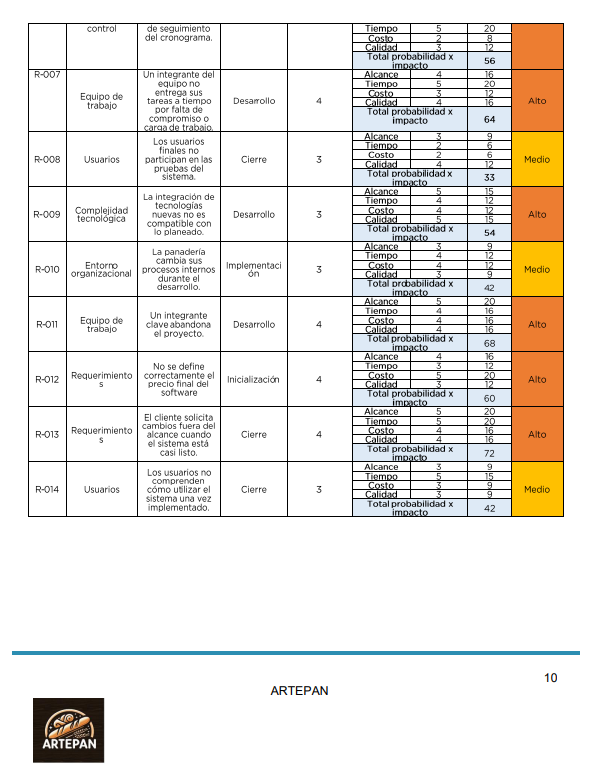 control de seguimiento del cronograma.
Tiempo 5 20
Costo 2 8
Calidad 3 12
Total probabilidad x impacto 56
R-007 Equipo de trabajo Un integrante del equipo no entrega sus tareas a tiempo por falta de compromiso o carga de trabajo. Desarrollo 4
Alcance 4 16
Tiempo 5 20
Costo 3 12
Calidad 4 16
Total probabilidad x impacto 64
Alto
R-008 Usuarios Los usuarios finales no participan en las pruebas del sistema. Cierre 3
Alcance 3 9
Tiempo 2 6
Costo 2 6
Calidad 4 12
Total probabilidad x impacto 33
Medio
R-009 Complejidad tecnológica La integración de tecnologías nuevas no es compatible con lo planeado. Desarrollo 3
Alcance 5 15
Tiempo 4 12
Costo 4 12
Calidad 5 15
Total probabilidad x impacto 54
Alto
R-010 Entorno organizacional La panadería cambia sus procesos internos durante el desarrollo. Implementaci ón 3
Alcance 3 9
Tiempo 4 12
Costo 4 12
Calidad 3 9
Total probabilidad x impacto 42
Medio
R-011 Equipo de trabajo Un integrante clave abandona el proyecto. Desarrollo 4
Alcance 5 20
Tiempo 4 16
Costo 4 16
Calidad 4 16
Total probabilidad x impacto 68
Alto
R-012 Requerimiento s No se define correctamente el precio final del software Inicialización 4
Alcance 4 16
Tiempo 3 12
Costo 5 20
Calidad 3 12
Total probabilidad x impacto 60
Alto
R-013 Requerimiento s El cliente solicita cambios fuera del alcance cuando el sistema está casi listo. Cierre 4
Alcance 5 20
Tiempo 5 20
Costo 4 16
Calidad 4 16
Total probabilidad x impacto 72
Alto
R-014 Usuarios Los usuarios no comprenden cómo utilizar el sistema una vez implementado. Cierre 3
Alcance 3 9
Tiempo 5 15
Costo 3 9
Calidad 3 9
Total probabilidad x impacto 42
Medio
10
ARTEPAN
ARTEPAN